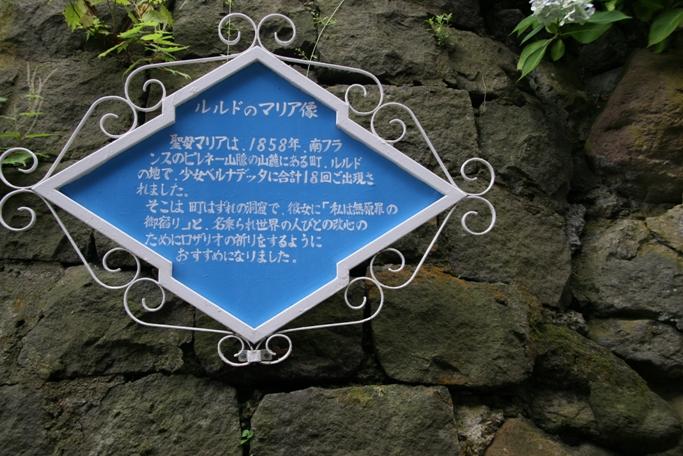 ルルドのマリア像
聖母マリアは、1858年、南フラ
ンスのピレネー山脈の山麓にある町、ルルド
の地で、少女ベルナデッタに合計18回ご出現さ
れました。
そこは町はずれの洞窟で、彼女に「私は無原罪の
御宿り」と、名乗られ世界の人びとの改心の
ためにロザリオの祈りをするように
おすすめになりました。